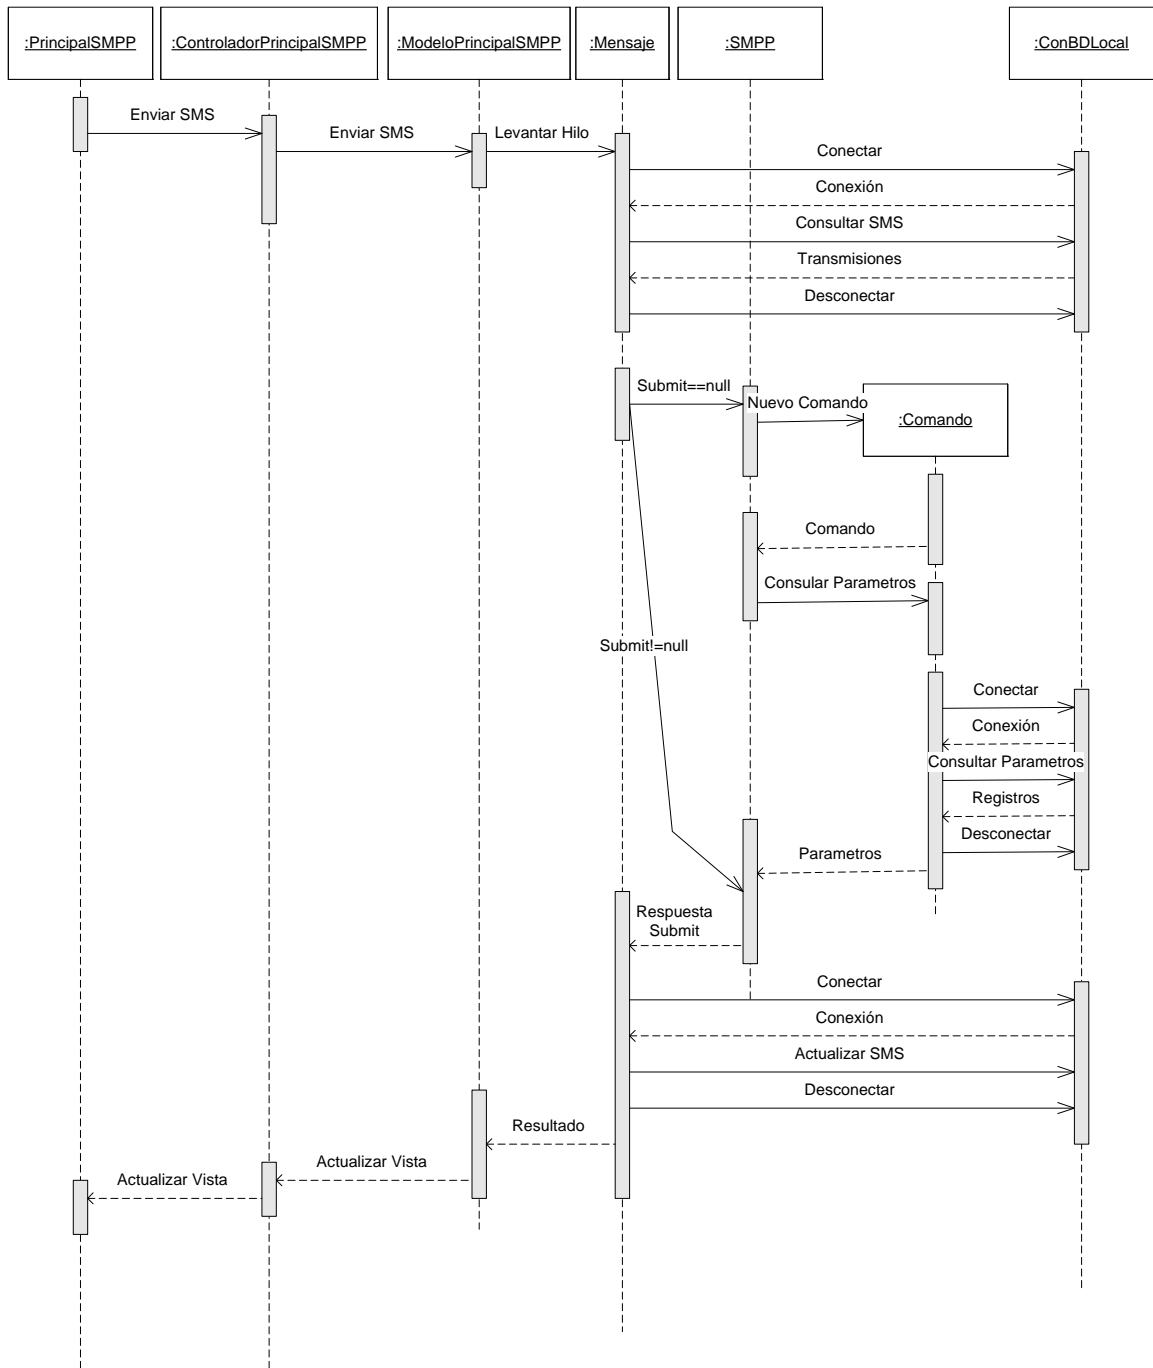 :PrincipalSMPP
:ControladorPrincipalSMPP
:ModeloPrincipalSMPP
:Mensaje
:SMPP
:ConBDLocal
Enviar SMS
Enviar SMS
Levantar Hilo
Conectar
Conexión
Consultar SMS
Transmisiones
Desconectar
Submit==null
Nuevo Comando
:Comando
Comando
Consular Parametros
Submit!=null
Conectar
Conexión
Consultar Parametros
Registros
Desconectar
Parametros
Respuesta
Submit
Conectar
Conexión
Actualizar SMS
Desconectar
Resultado
Actualizar Vista
Actualizar Vista